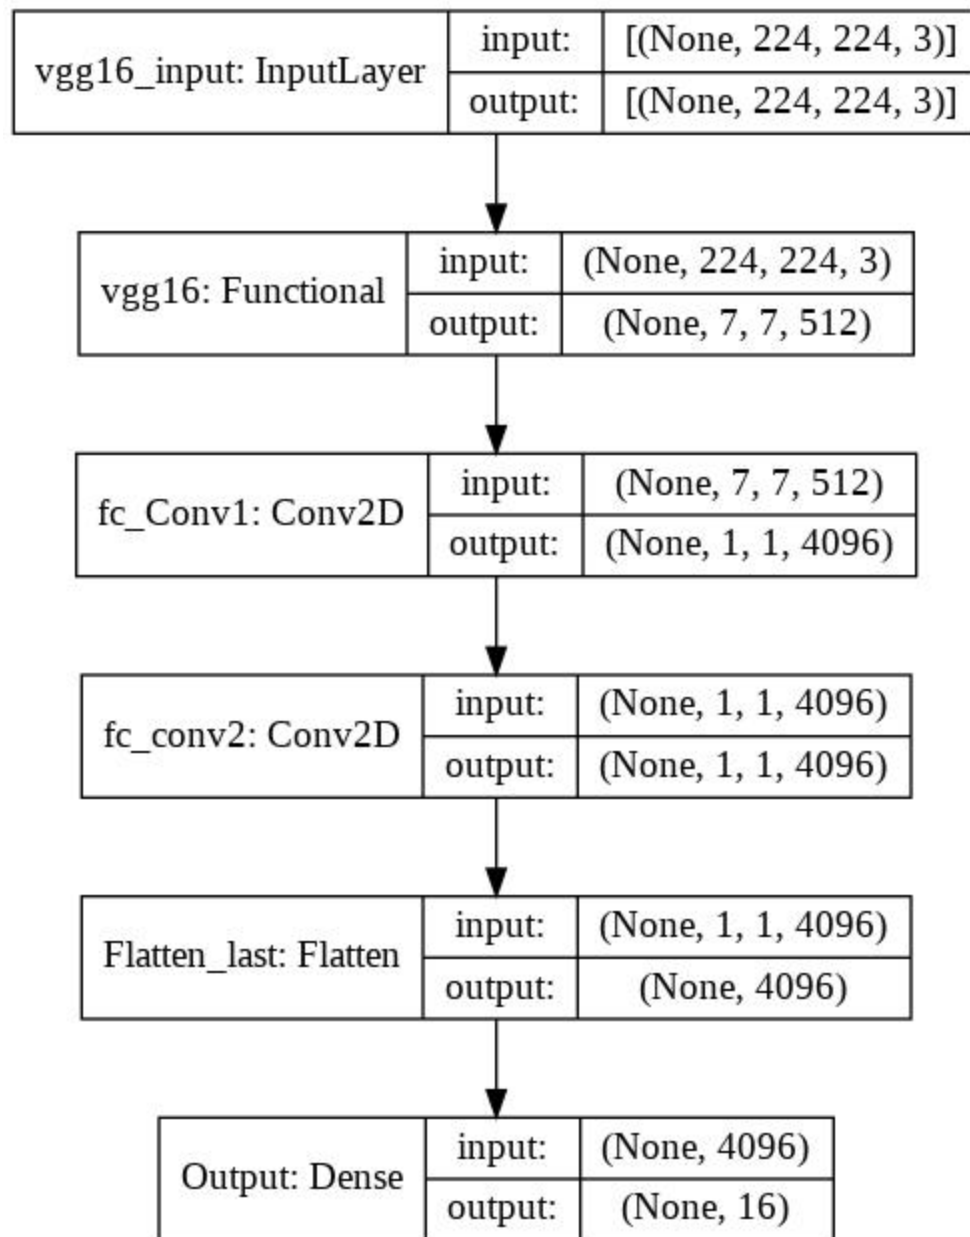 vgg16_input: InputLayer
input: [(None, 224, 224, 3)]
output: [(None, 224, 224, 3)]
vgg16: Functional
input: (None, 224, 224, 3)
output: (None, 7, 7, 512)
fc_Conv1: Conv2D
input: (None, 7, 7, 512)
output: (None, 1, 1, 4096)
fc_conv2: Conv2D
input: (None, 1, 1, 4096)
output: (None, 1, 1, 4096)
Flatten_last: Flatten
input: (None, 1, 1, 4096)
output: (None, 4096)
Output: Dense
input: (None, 4096)
output: (None, 16)